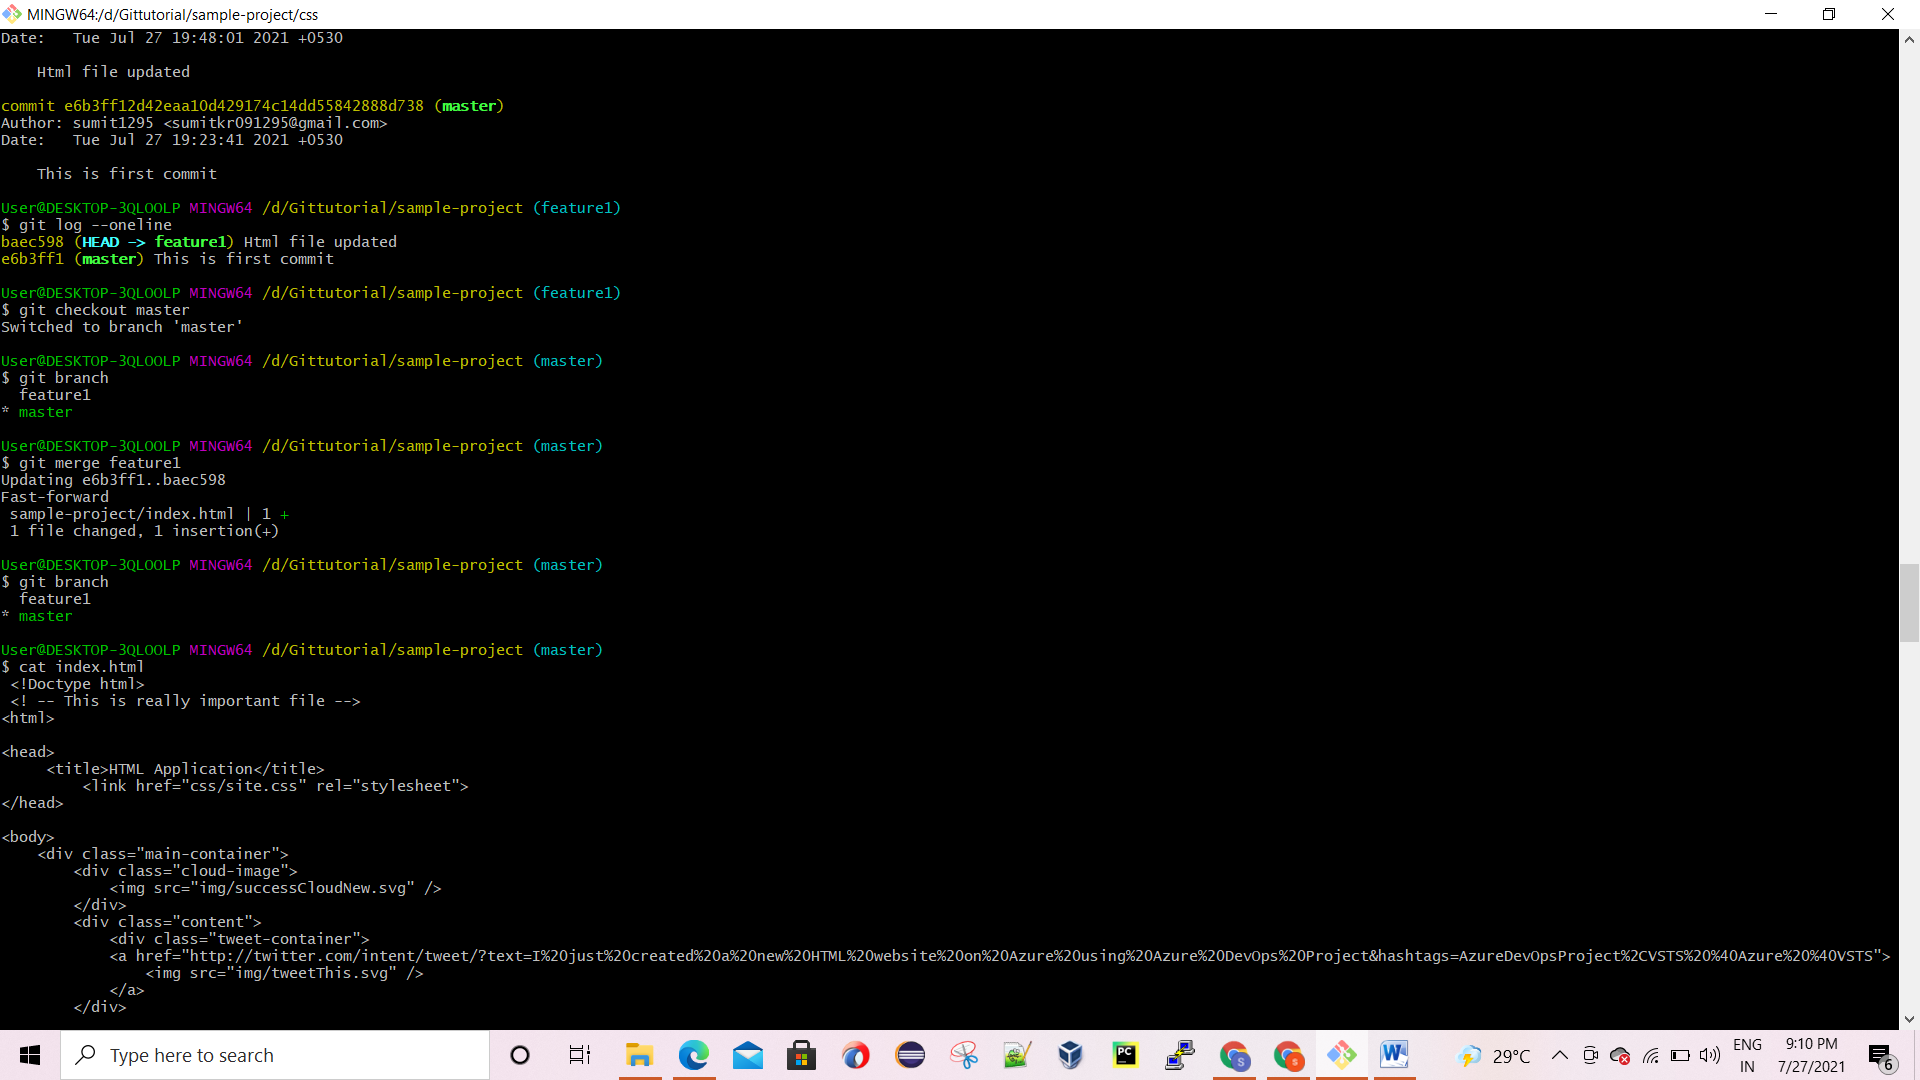 MINGW64:/d/Gittutorial/sample-project/css
Date:   Tue Jul 27 19:48:01 2021 +0530
    Html file updated
commit e6b3ff12d42eaa10d429174c14dd55842888d738 (master)
Author: sumit1295 <sumitkr091295@gmail.com>
Date:   Tue Jul 27 19:23:41 2021 +0530
    This is first commit
User@DESKTOP-3QLOOLP MINGW64 /d/Gittutorial/sample-project (feature1)
$ git log --oneline
baec598 (HEAD -> feature1) Html file updated
e6b3ff1 (master) This is first commit
User@DESKTOP-3QLOOLP MINGW64 /d/Gittutorial/sample-project (feature1)
$ git checkout master
Switched to branch 'master'
User@DESKTOP-3QLOOLP MINGW64 /d/Gittutorial/sample-project (master)
$ git branch
  feature1
* master
User@DESKTOP-3QLOOLP MINGW64 /d/Gittutorial/sample-project (master)
$ git merge feature1
Updating e6b3ff1..baec598
Fast-forward
 sample-project/index.html | 1 +
 1 file changed, 1 insertion(+)
User@DESKTOP-3QLOOLP MINGW64 /d/Gittutorial/sample-project (master)
$ git branch
  feature1
* master
User@DESKTOP-3QLOOLP MINGW64 /d/Gittutorial/sample-project (master)
$ cat index.html
 <!Doctype html>
 <! -- This is really important file -->
<html>
<head>
     <title>HTML Application</title>
         <link href="css/site.css" rel="stylesheet">
</head>
<body>
    <div class="main-container">
        <div class="cloud-image">
            <img src="img/successCloudNew.svg" />
        </div>
        <div class="content">
            <div class="tweet-container">
            <a href="http://twitter.com/intent/tweet/?text=I%20just%20created%20a%20new%20HTML%20website%20on%20Azure%20using%20Azure%20DevOps%20Project&hashtags=AzureDevOpsProject%2CVSTS%20%40Azure%20%40VSTS">
                <img src="img/tweetThis.svg" />
            </a>
        </div>
Type here to search
PC
S
s
W
29°C
ENG
IN
9:10 PM
7/27/2021
6